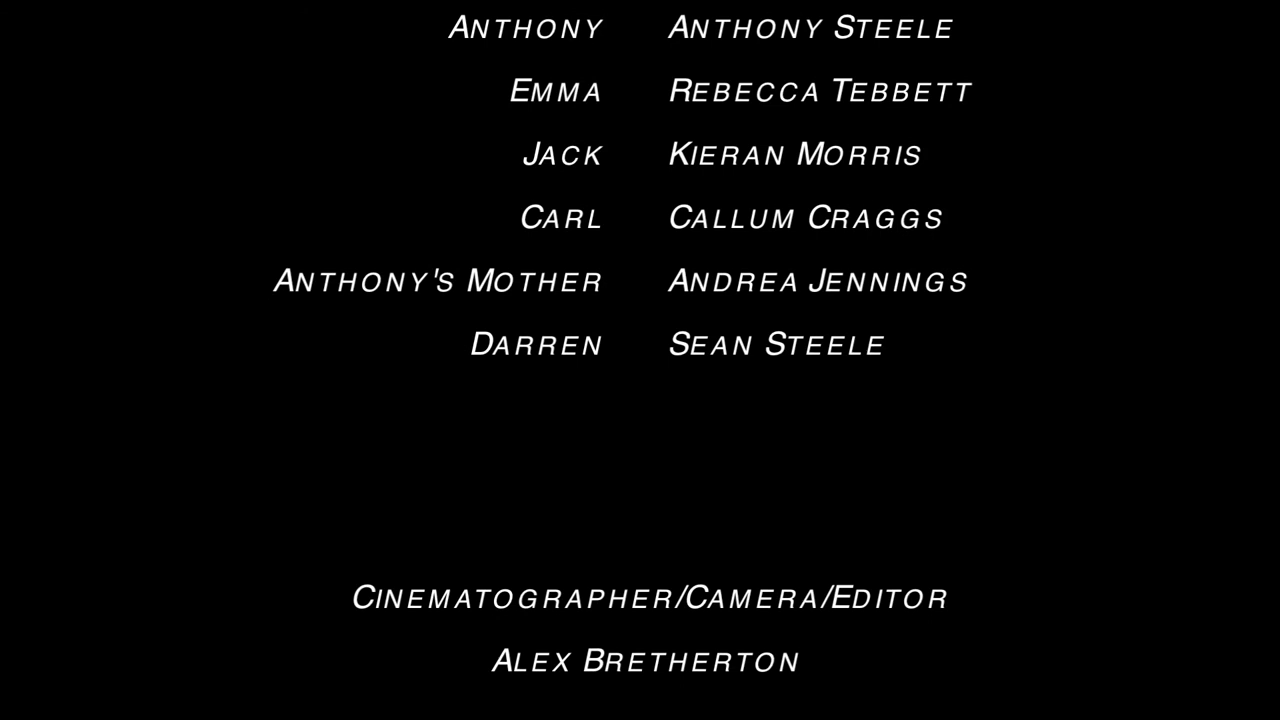 Anthony Anthony Steele
Emma Rebecca Tebbett
Jack Kieran Morris
Carl Callum Craggs
Anthony's Mother Andrea Jennings
Darren Sean Steele
Cinematographer/Camera/Editor
Alex Bretherton